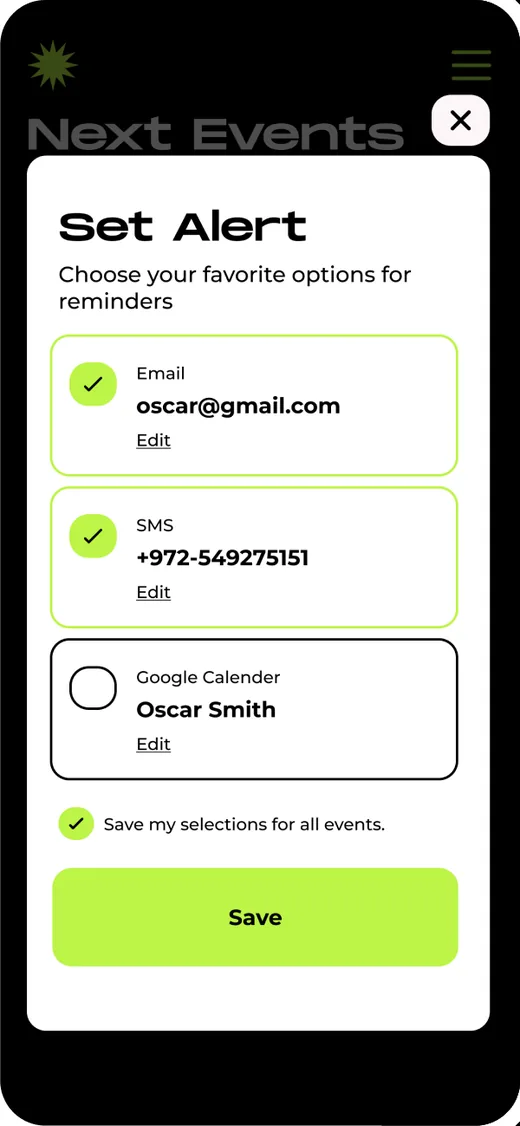 Next Events
Set Alert
Choose your favorite options for
reminders
Email
oscar@gmail.com
Edit
SMS
+972-549275151
Edit
Google Calender
Oscar Smith
Edit
Save my selections for all events.
Save